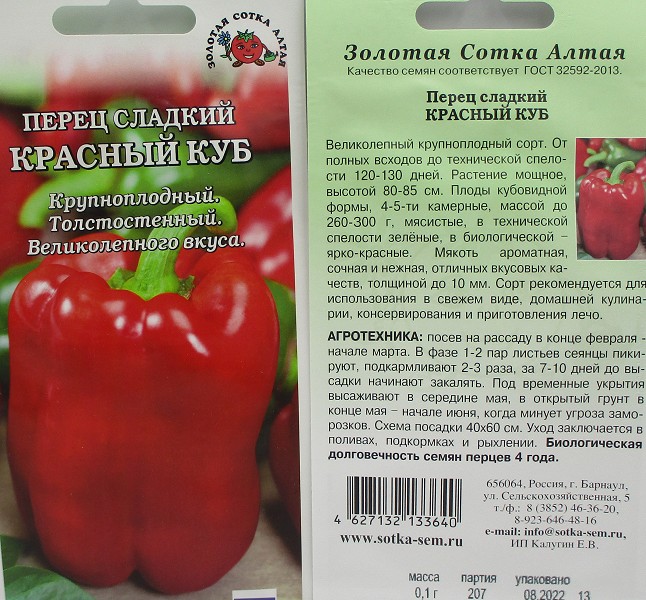 ЗОЛОТАЯ СОТКА АЛТАЯ
ПЕРЕЦ СЛАДКИЙ
КРАСНЫЙ КУБ
Крупноплодный.
Толстостенный.
Великолепного вкуса.
Золотая Сотка Алтая
Качество семян соответствует ГОСТ 32592-2013.
Перец сладкий
КРАСНЫЙ КУБ
Великолепный крупноплодный сорт. От
полных всходов до технической спело-
сти 120-130 дней. Растение мощное,
высотой 80-85 см. Плоды кубовидной
формы, 4-5-ти камерные, массой до
260-300 г, мясистые, в технической
спелости зелёные, в биологической –
ярко-красные. Мякоть ароматная,
сочная и нежная, отличных вкусовых ка-
честв, толщиной до 10 мм. Сорт рекомендуется для
использования в свежем виде, домашней кулина-
рии, консервирования и приготовления лечо.
АГРОТЕХНИКА: посев на рассаду в конце февраля -
начале марта. В фазе 1-2 пар листьев сеянцы пики-
руют, подкармливают 2-3 раза, за 7-10 дней до вы-
садки начинают закалять. Под временные укрытия
высаживают в середине мая, в открытый грунт в
конце мая – начале июня, когда минует угроза замо-
розков. Схема посадки 40х60 см. Уход заключается в
поливах, подкормках и рыхлении. Биологическая
долговечность семян перцев 4 года.
4 627132 133640
www.sotka-sem.ru
656064, Россия, г. Барнаул,
ул. Сельскохозяйственная, 5
т./ф.: 8 (3852) 46-36-20,
8-923-646-48-16
e-mail: info@sotka-sem.ru,
ИП Калугин Е.В.
масса партия упаковано
0,1 г 207 08.2022 13